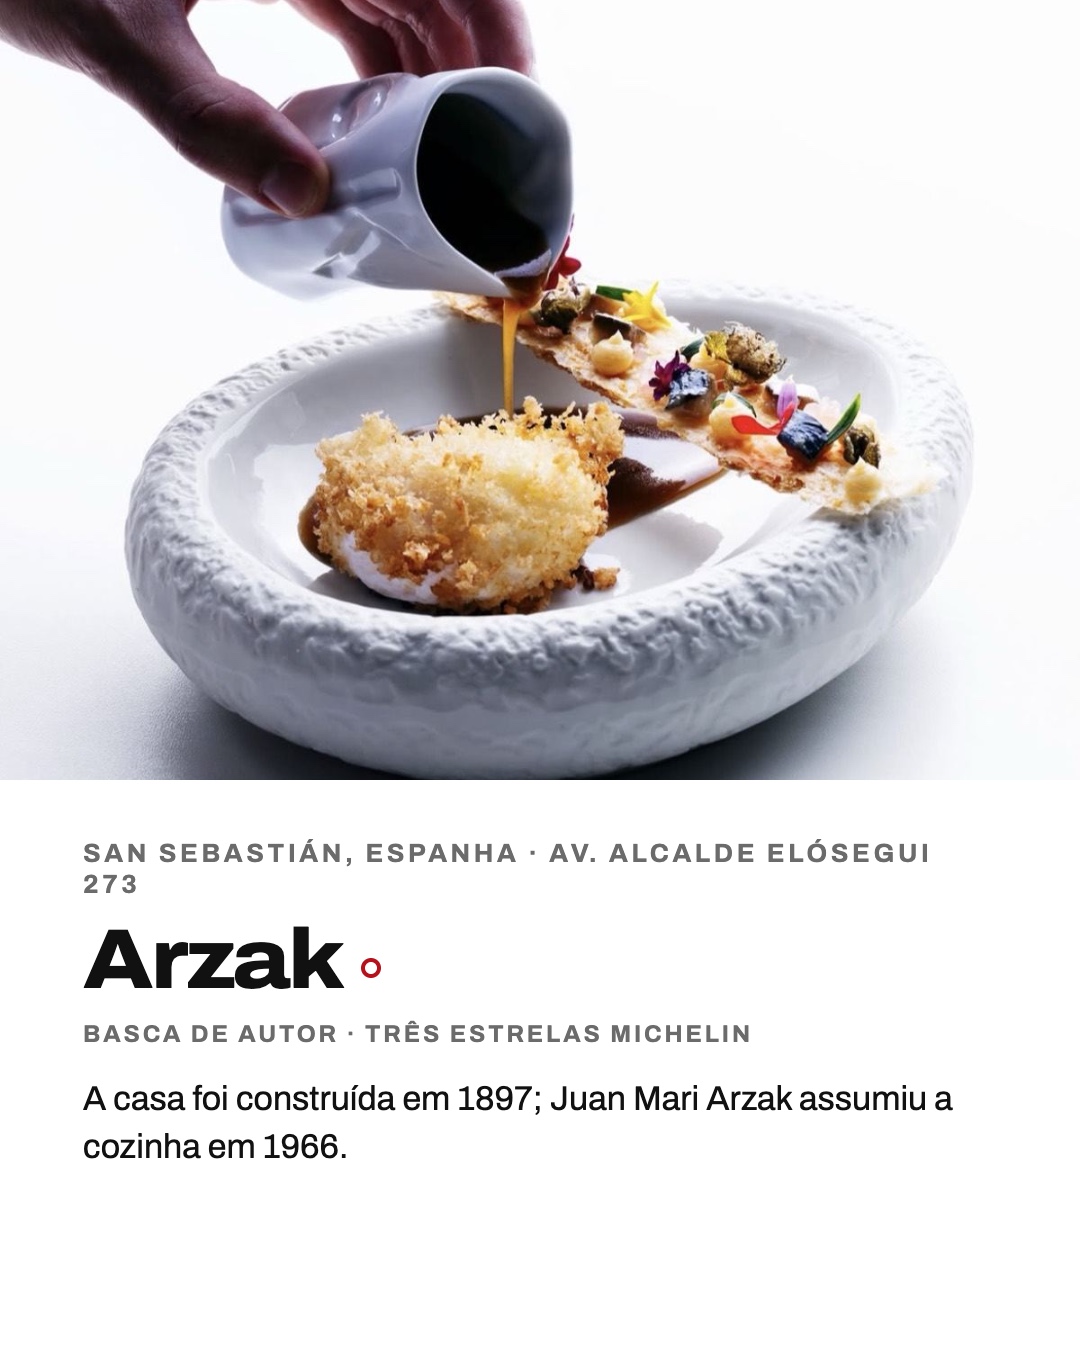 SAN SEBASTIÁN, ESPANHA · AV. ALCALDE ELÓSEGUI
273
Arzak
BASCA DE AUTOR · TRÊS ESTRELAS MICHELIN
A casa foi construída em 1897; Juan Mari Arzak assumiu a
cozinha em 1966.